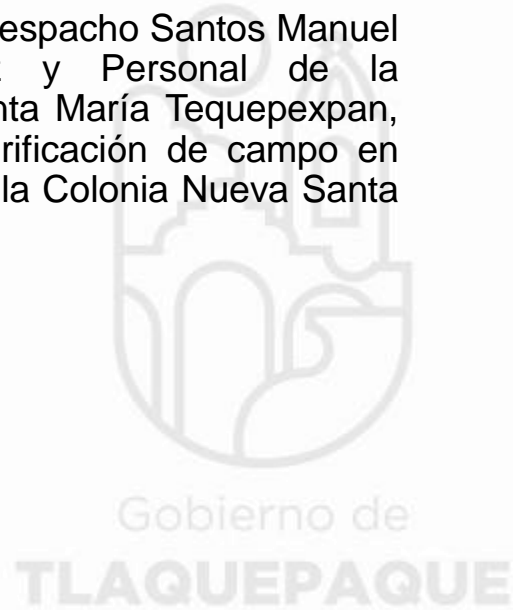 espacho Santos Manuel
y Personal de la
nta María Tequepexpan,
rificación de campo en
la Colonia Nueva Santa
Gobierno de
TLAQUEPAQUE